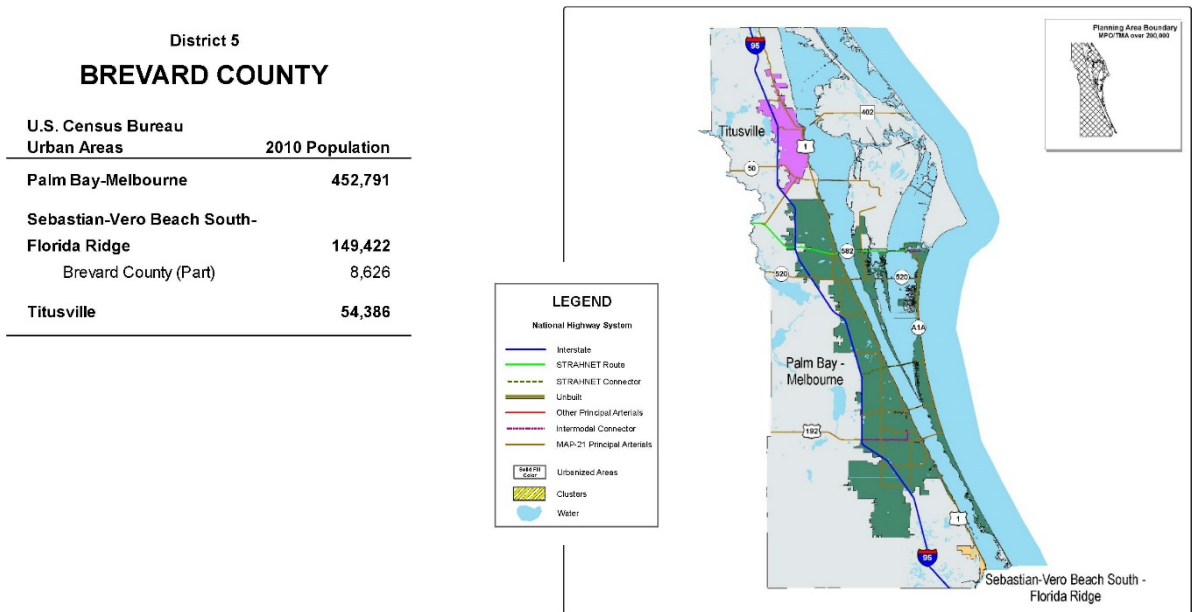 District 5
BREVARD COUNTY
U.S. Census Bureau
Urban Areas 2010 Population
Palm Bay-Melbourne 452,791
Sebastian-Vero Beach South-
Florida Ridge 149,422
Brevard County (Part) 8,626
Titusville 54,386
LEGEND
National Highway System
Interstate
STRAHNET Route
STRAHNET Connector
Unbuilt
Other Principal Arterials
Intermodal Connector
MAP-21 Principal Arterials
Solid Fill
Color
Urbanized Areas
Clusters
Water
Planning Area Boundary
MPO/TMA over 200,000
95
402
Titusville
1
50
528
520
520
A1A
Palm Bay -
Melbourne
192
1
95
Sebastian-Vero Beach South -
Florida Ridge